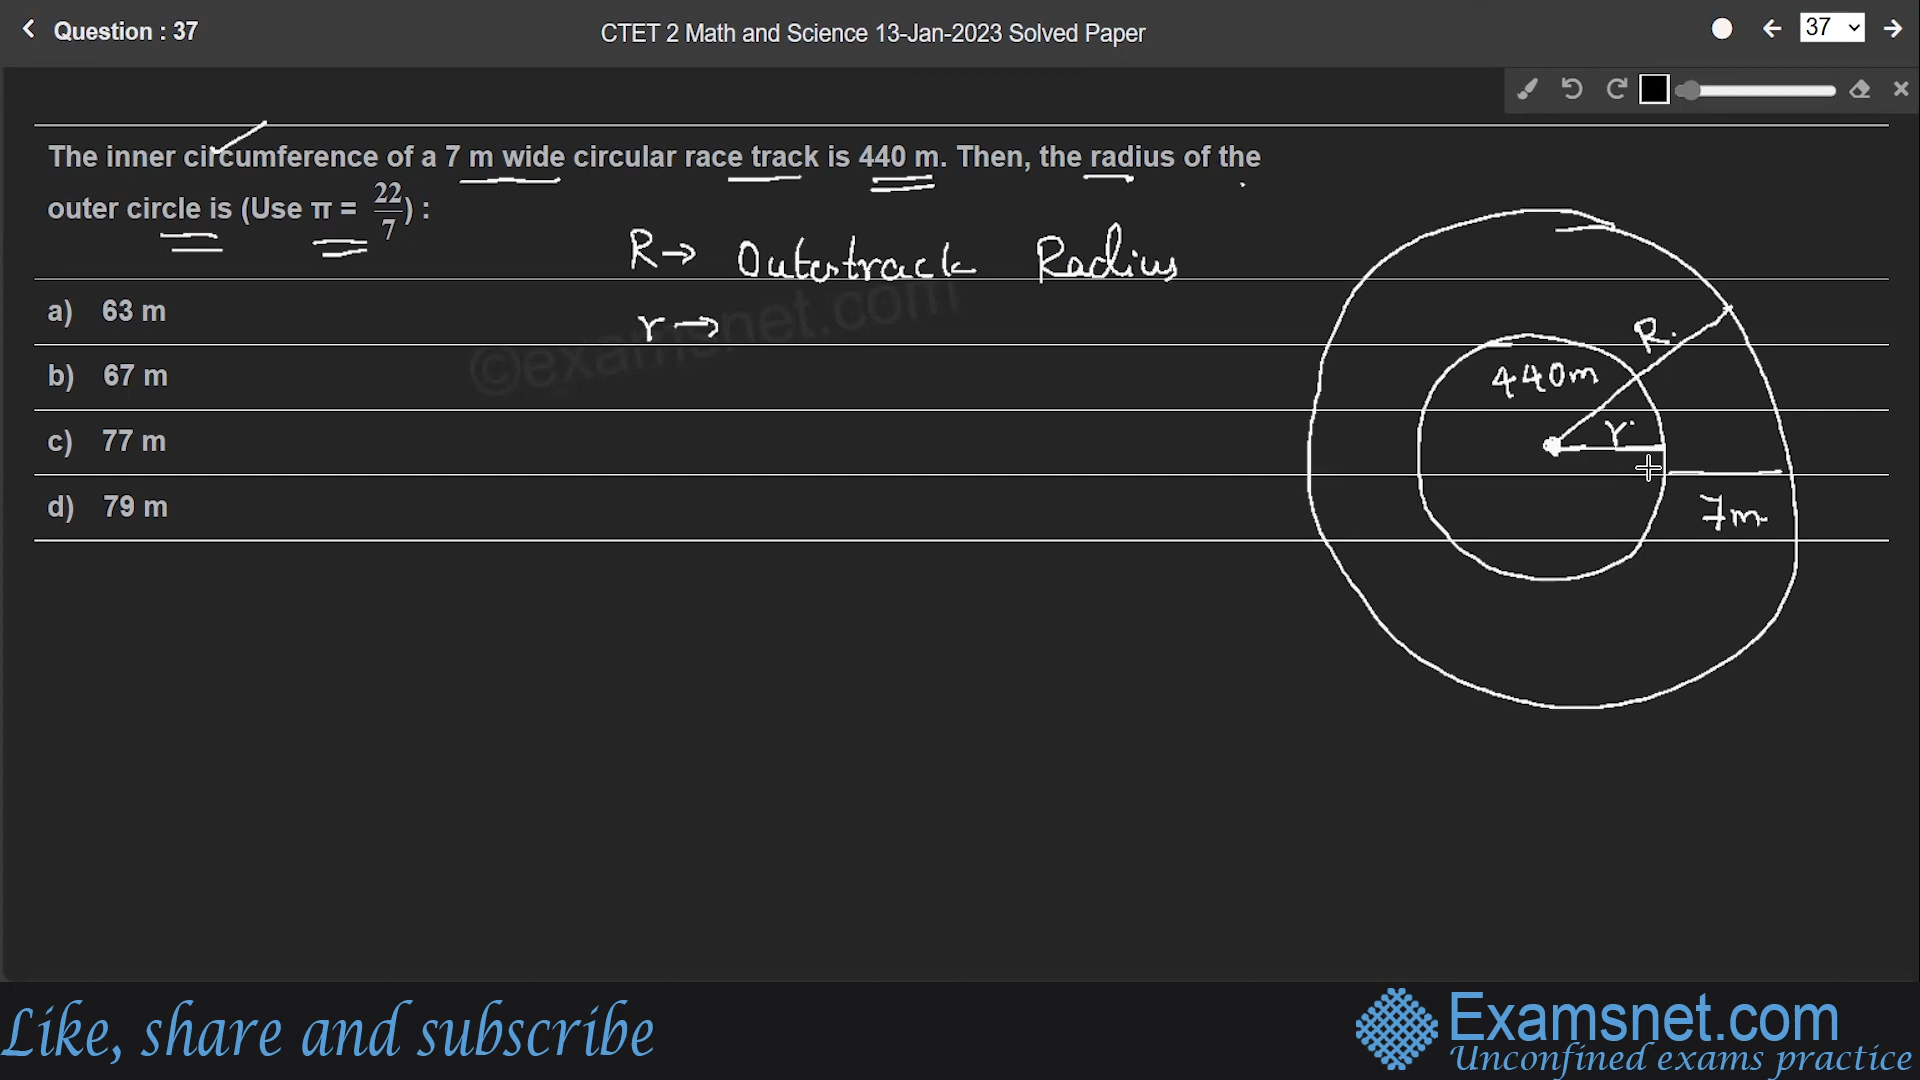 Question : 37
CTET 2 Math and Science 13-Jan-2023 Solved Paper
37
The inner circumference of a 7 m wide circular race track is 440 m. Then, the radius of the
outer circle is (Use π = 22/7) :
R → Outertrack Radius
a) 63 m
r →
©examsnet.com
b) 67 m
c) 77 m
d) 79 m
R
440m
r
7m
Like, share and subscribe
Examsnet.com
Unconfined exams practice